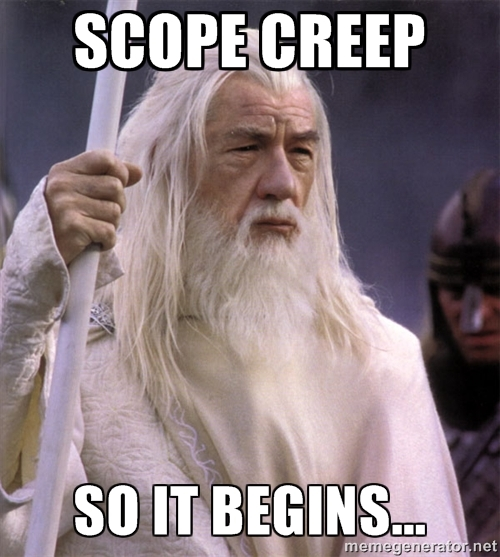 SCOPE CREEP
SO IT BEGINS...
memegenerator.net